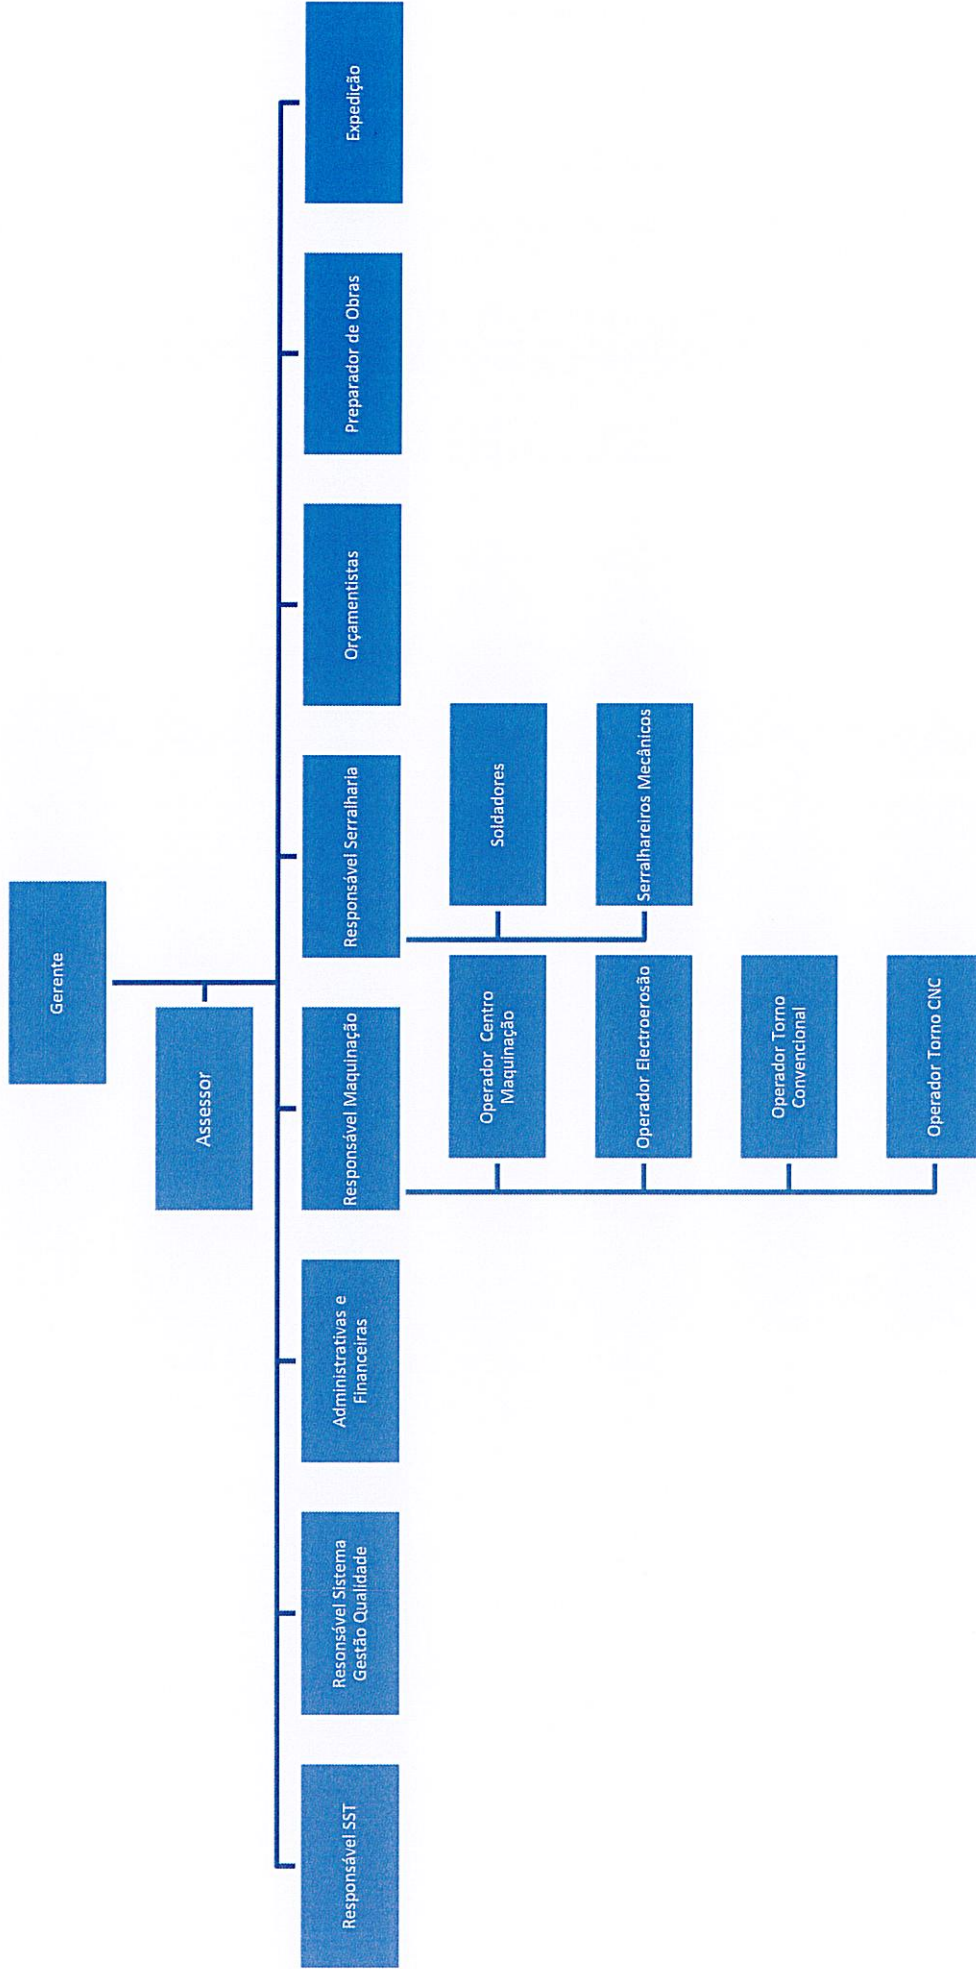 Gerente
Assessor
Responsável SST
Resonsável Sistema
Gestão Qualidade
Administrativas e
Financeiras
Responsável Maquinação
Operador Centro
Maquinação
Operador Electroerosão
Operador Torno
Convencional
Operador Torno CNC
Responsável Serralharia
Soldadores
Serralhareiros Mecânicos
Orçamentistas
Preparador de Obras
Expedição